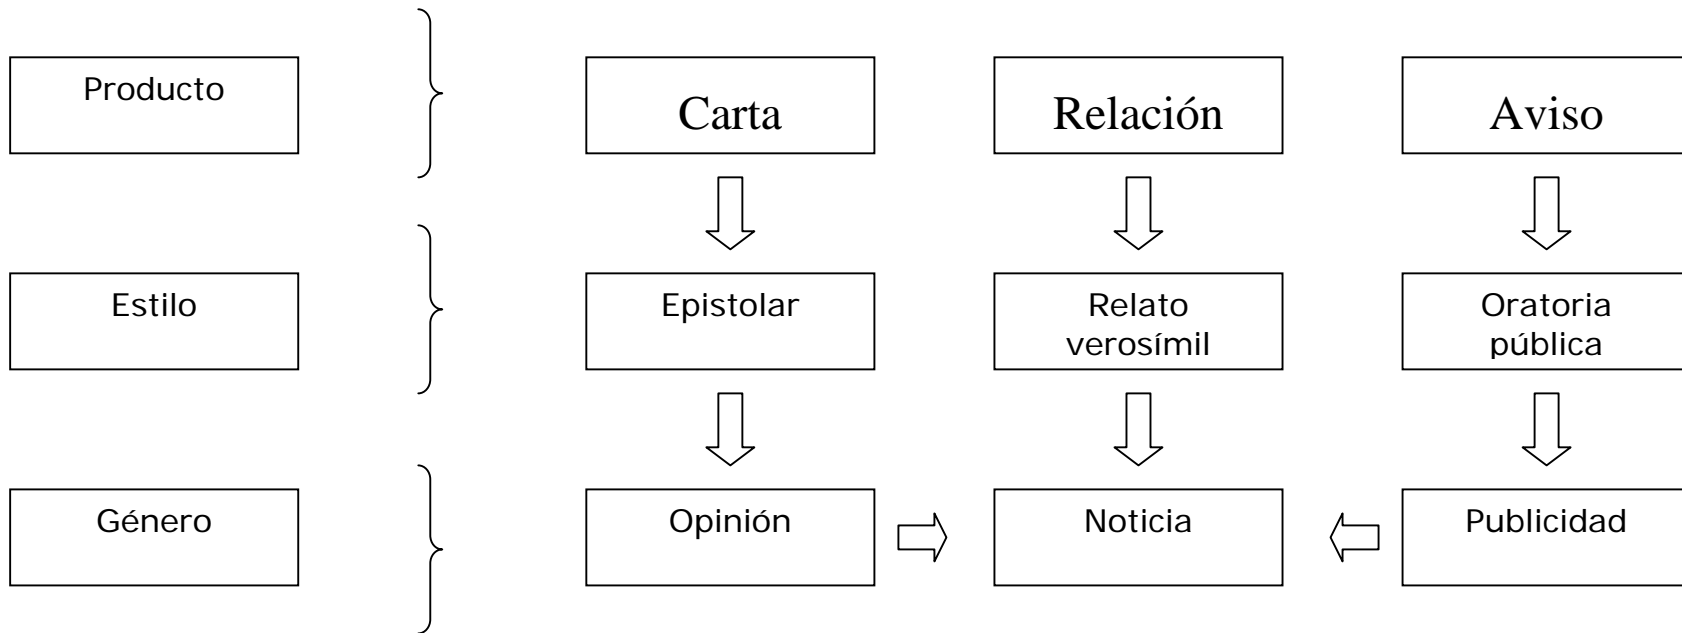 Producto
Carta
Relación
Aviso
Estilo
Epistolar
Relato
verosímil
Oratoria
pública
Género
Opinión
Noticia
Publicidad